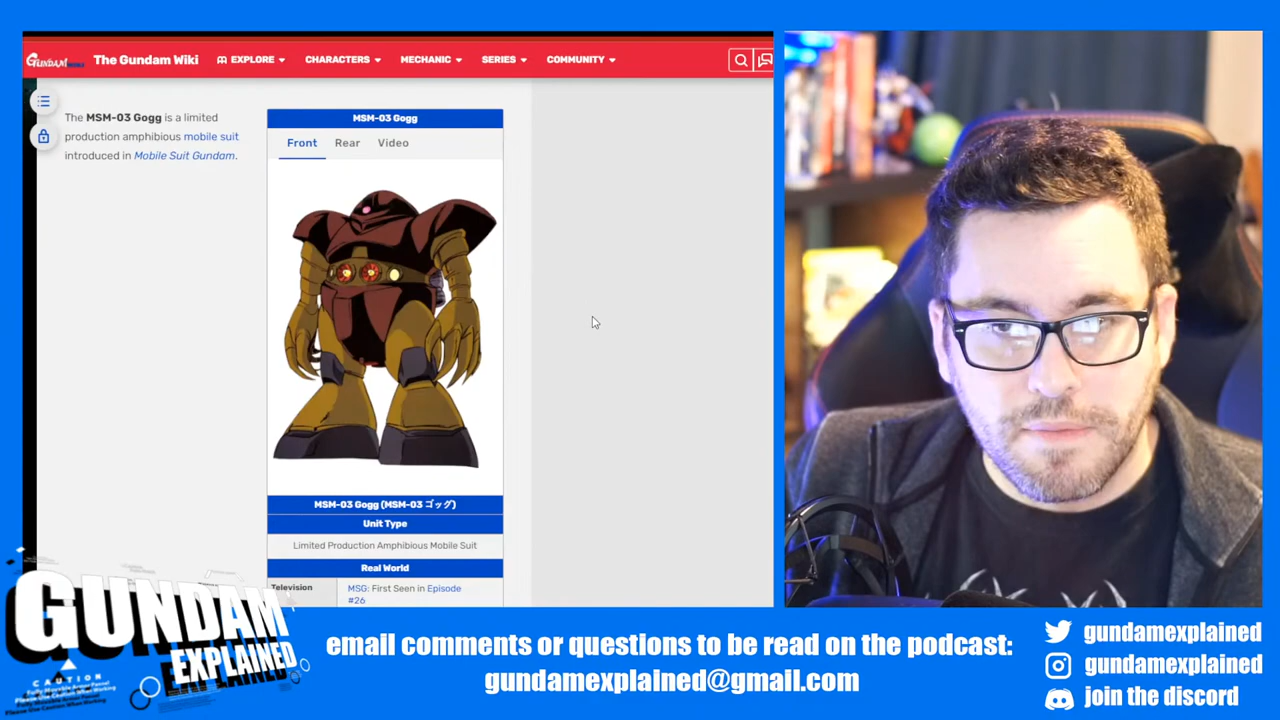 GUNDAM
The Gundam Wiki
EXPLORE
CHARACTERS
MECHANIC
SERIES
COMMUNITY
The MSM-03 Gogg is a limited
production amphibious mobile suit
introduced in Mobile Suit Gundam.
MSM-03 Gogg
Front
Rear
Video
MSM-03 Gogg (MSM-03 ゴッグ)
Unit Type
Limited Production Amphibious Mobile Suit
Real World
Television
MSG: First Seen in Episode
#26
GUNDAM
EXPLAINED
CAUTION
email comments or questions to be read on the podcast:
gundamexplained@gmail.com
gundamexplained
gundamexplained
join the discord